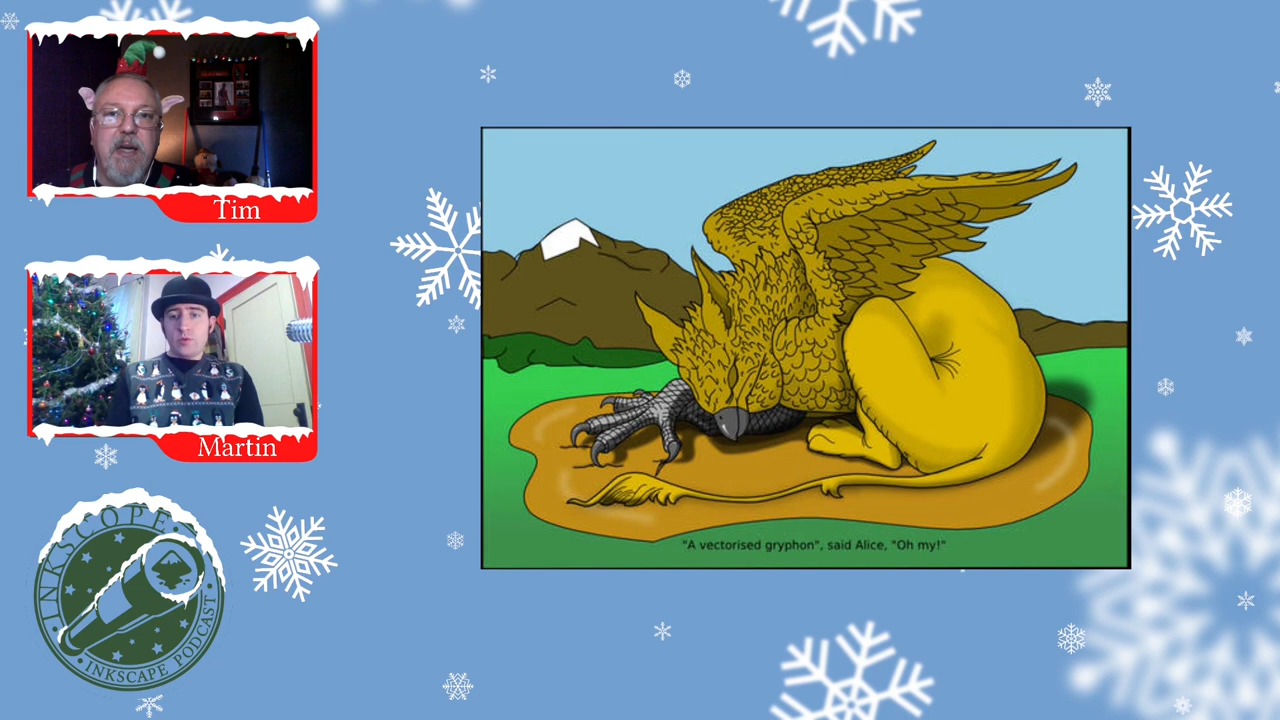 Tim
Martin
INKSCAPE
INKSCAPE PODCAST
"A vectorised gryphon", said Alice, "Oh my!"